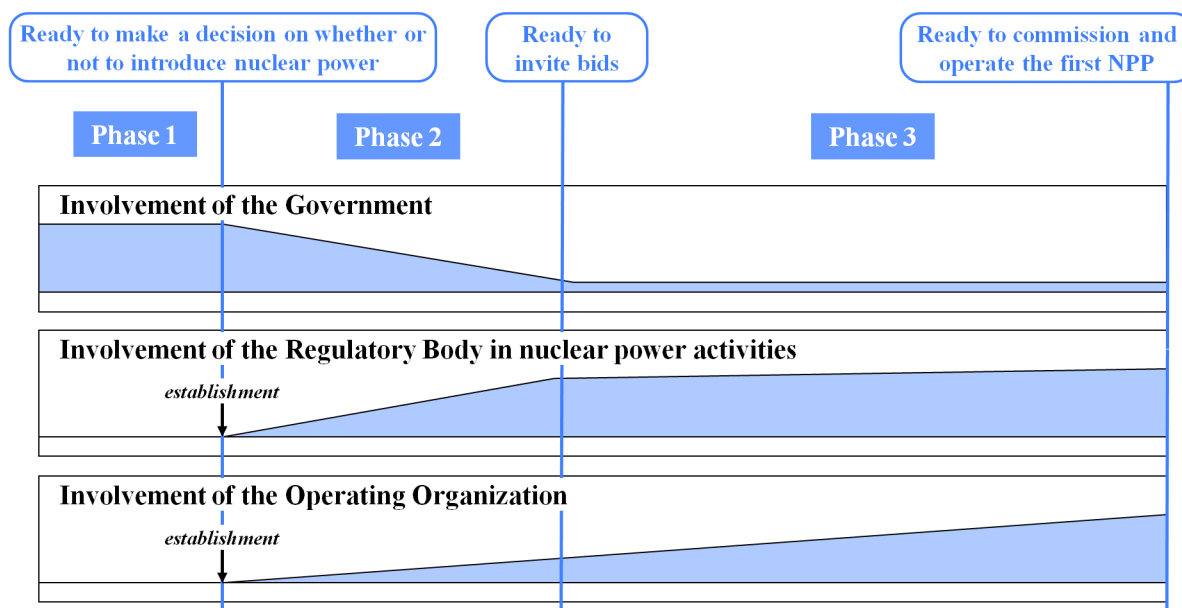 Ready to make a decision on whether or
not to introduce nuclear power
Ready to
invite bids
Ready to commission and
operate the first NPP
Phase 1
Phase 2
Phase 3
Involvement of the Government
Involvement of the Regulatory Body in nuclear power activities
establishment
Involvement of the Operating Organization
establishment